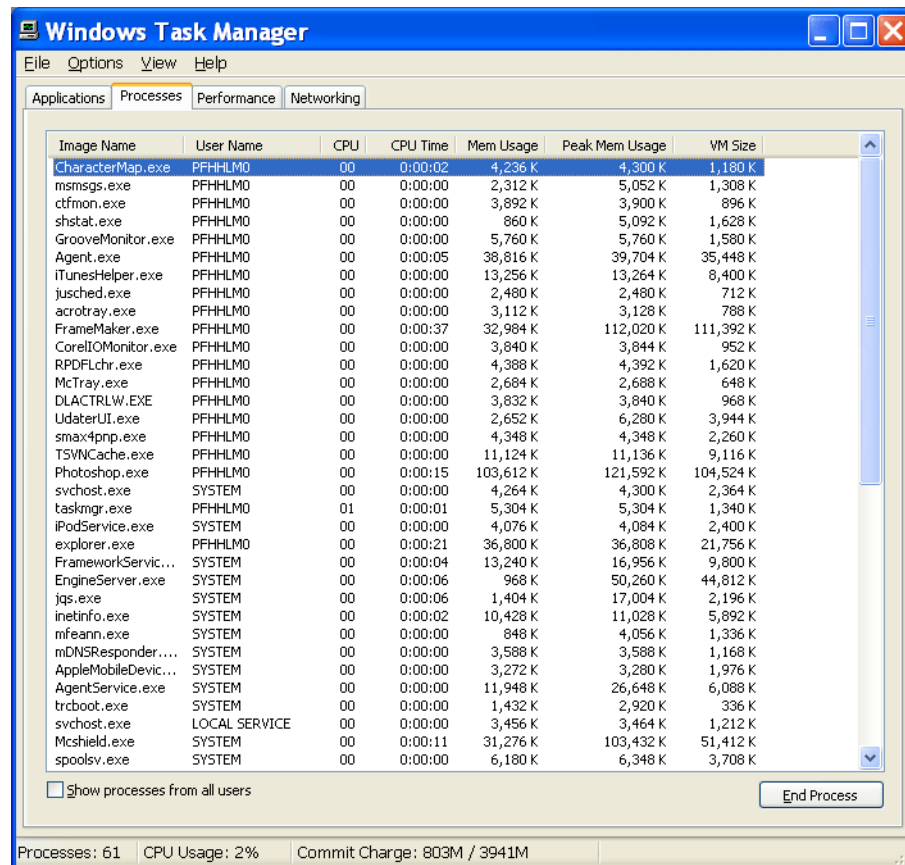 Windows Task Manager
File Options View Help
Applications Processes Performance Networking
Image Name User Name CPU CPU Time Mem Usage Peak Mem Usage VM Size
CharacterMap.exe PFHHLM0 00 0:00:02 4,236 K 4,300 K 1,180 K
msmsgs.exe PFHHLM0 00 0:00:00 2,312 K 5,052 K 1,308 K
ctfmon.exe PFHHLM0 00 0:00:00 3,892 K 3,900 K 896 K
shstat.exe PFHHLM0 00 0:00:00 860 K 5,092 K 1,628 K
GrooveMonitor.exe PFHHLM0 00 0:00:00 5,760 K 5,760 K 1,580 K
Agent.exe PFHHLM0 00 0:00:05 38,816 K 39,704 K 35,448 K
iTunesHelper.exe PFHHLM0 00 0:00:00 13,256 K 13,264 K 8,400 K
jusched.exe PFHHLM0 00 0:00:00 2,480 K 2,480 K 712 K
acrotray.exe PFHHLM0 00 0:00:00 3,112 K 3,128 K 788 K
FrameMaker.exe PFHHLM0 00 0:00:37 32,984 K 112,020 K 111,392 K
CorelIOMonitor.exe PFHHLM0 00 0:00:00 3,840 K 3,844 K 952 K
RPDFLchr.exe PFHHLM0 00 0:00:00 4,388 K 4,392 K 1,620 K
McTray.exe PFHHLM0 00 0:00:00 2,684 K 2,688 K 648 K
DLACTRLW.EXE PFHHLM0 00 0:00:00 3,832 K 3,840 K 968 K
UdaterUI.exe PFHHLM0 00 0:00:00 2,652 K 6,280 K 3,944 K
smax4pnp.exe PFHHLM0 00 0:00:00 4,348 K 4,348 K 2,260 K
TSVNCache.exe PFHHLM0 00 0:00:00 11,124 K 11,136 K 9,116 K
Photoshop.exe PFHHLM0 00 0:00:15 103,612 K 121,592 K 104,524 K
svchost.exe SYSTEM 00 0:00:00 4,264 K 4,300 K 2,364 K
taskmgr.exe PFHHLM0 01 0:00:01 5,304 K 5,304 K 1,340 K
iPodService.exe SYSTEM 00 0:00:00 4,076 K 4,084 K 2,400 K
explorer.exe PFHHLM0 00 0:00:21 36,800 K 36,808 K 21,756 K
FrameworkServic... SYSTEM 00 0:00:04 13,240 K 16,956 K 9,800 K
EngineServer.exe SYSTEM 00 0:00:06 968 K 50,260 K 44,812 K
jqs.exe SYSTEM 00 0:00:06 1,404 K 17,004 K 2,196 K
inetinfo.exe SYSTEM 00 0:00:02 10,428 K 11,028 K 5,892 K
mfeann.exe SYSTEM 00 0:00:00 848 K 4,056 K 1,336 K
mDNSResponder.... SYSTEM 00 0:00:00 3,588 K 3,588 K 1,168 K
AppleMobileDevic... SYSTEM 00 0:00:00 3,272 K 3,280 K 1,976 K
AgentService.exe SYSTEM 00 0:00:00 11,948 K 26,648 K 6,088 K
trcboot.exe SYSTEM 00 0:00:00 1,432 K 2,920 K 336 K
svchost.exe LOCAL SERVICE 00 0:00:00 3,456 K 3,464 K 1,212 K
Mcshield.exe SYSTEM 00 0:00:11 31,276 K 103,432 K 51,412 K
spoolsv.exe SYSTEM 00 0:00:00 6,180 K 6,348 K 3,708 K
Show processes from all users
End Process
Processes: 61 CPU Usage: 2% Commit Charge: 803M / 3941M